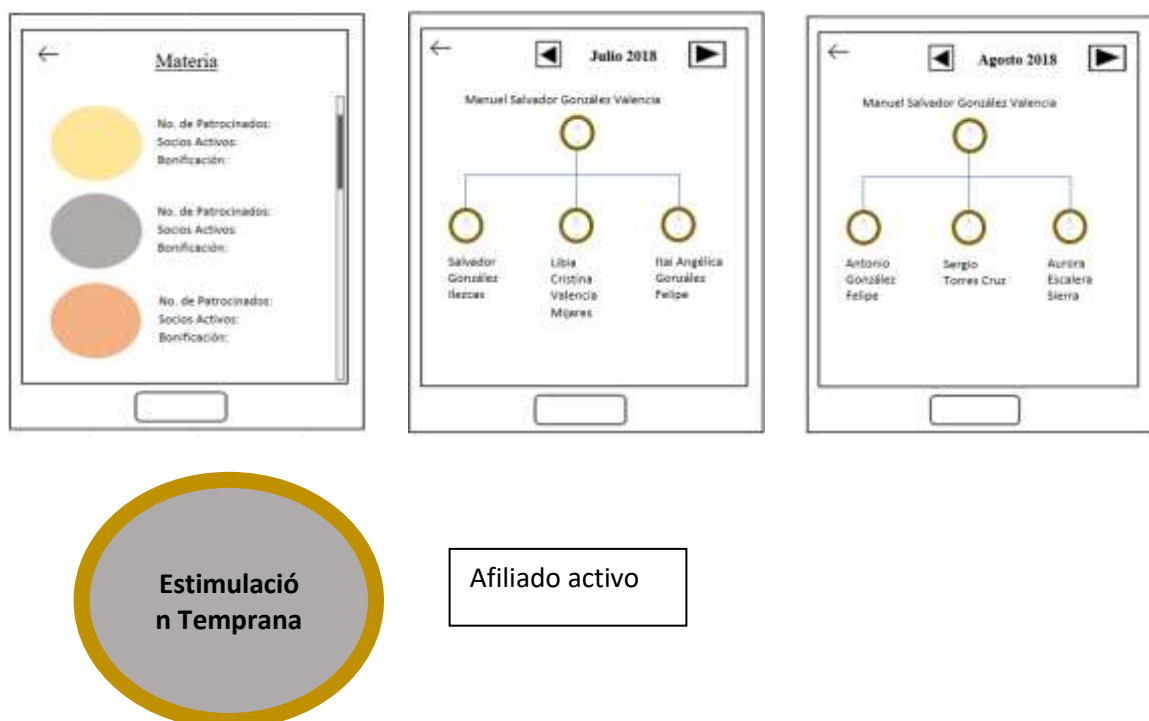 Materia
No. de Patrocinados:
Socios Activos:
Bonificación:
No. de Patrocinados:
Socios Activos:
Bonificación:
No. de Patrocinados:
Socios Activos:
Bonificación:
Julio 2018
Manuel Salvador González Valencia
Salvador
González
Ilezcas
Libia
Cristina
Valencia
Mijares
Itai Angélica
González
Felipe
Agosto 2018
Manuel Salvador González Valencia
Antonio
González
Felipe
Sergio
Torres Cruz
Aurora
Escalera
Sierra
Estimulació
n Temprana
Afiliado activo